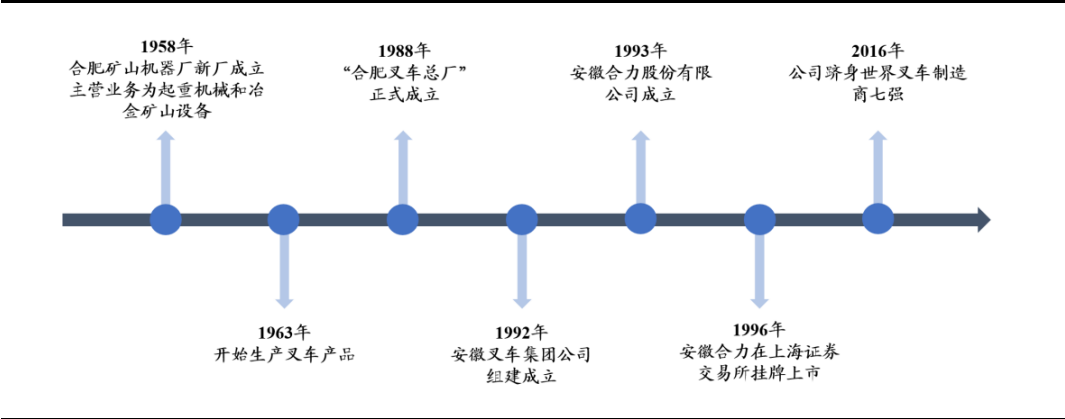 1958年
合肥矿山机器厂新厂成立
主营业务为起重机械和冶
金矿山设备
1963年
开始生产叉车产品
1988年
“合肥叉车总厂”
正式成立
1992年
安徽叉车集团公司
组建成立
1993年
安徽合力股份有限
公司成立
1996年
安徽合力在上海证券
交易所挂牌上市
2016年
公司跻身世界叉车制造
商七强